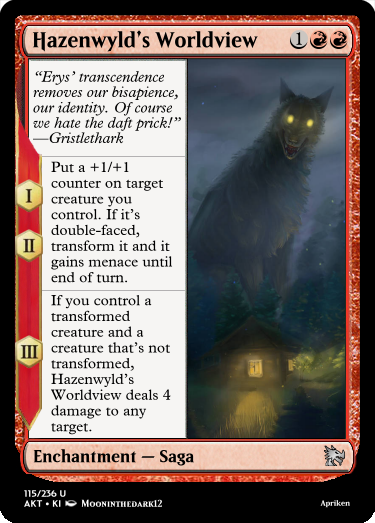 Hazenwyld's Worldview 1
"Erys' transcendence
removes our bisapience,
our identity. Of course
we hate the daft prick!"
—Gristlethark
I
II
Put a +1/+1
counter on target
creature you
control. If it's
double-faced,
transform it and it
gains menace until
end of turn.
III
If you control a
transformed
creature and a
creature that's not
transformed,
Hazenwyld's
Worldview deals 4
damage to any
target.
Enchantment — Saga
115/236 U
AKT • KI Mooninthedark12
Apriken